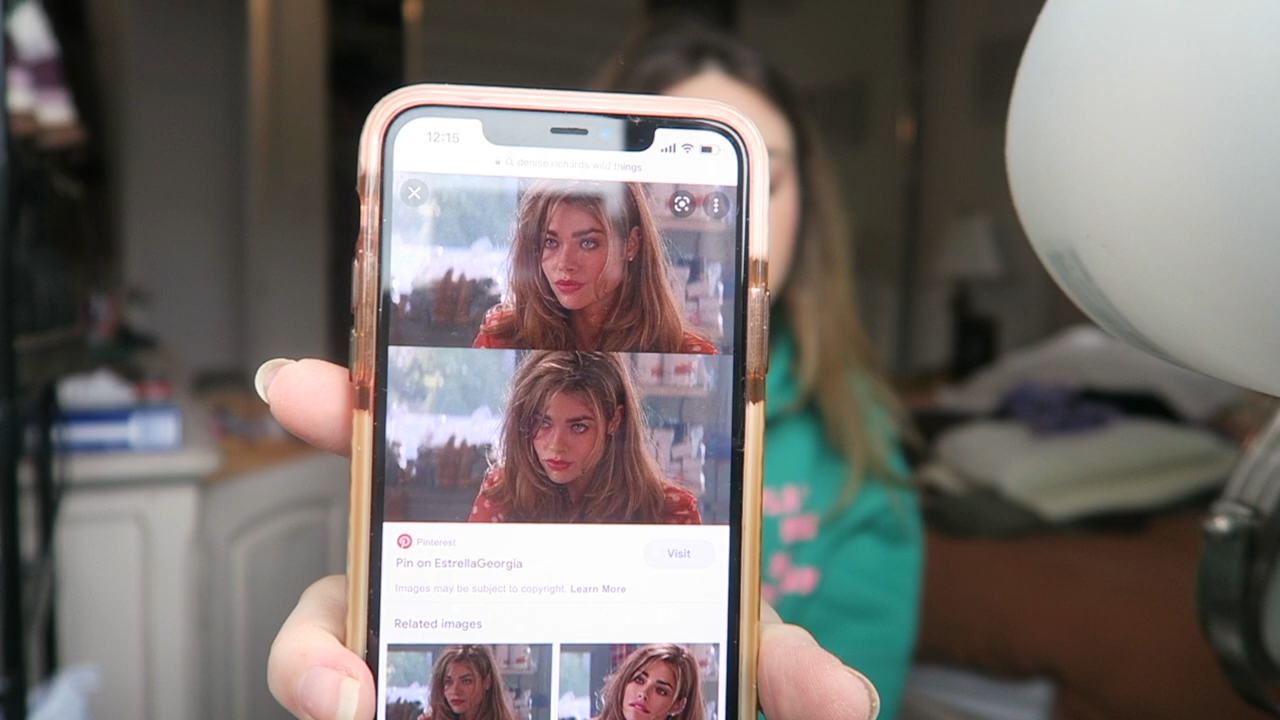 12:15
denise richards wild things
Pinterest
Visit
Pin on EstrellaGeorgia
Images may be subject to copyright. Learn More
Related images